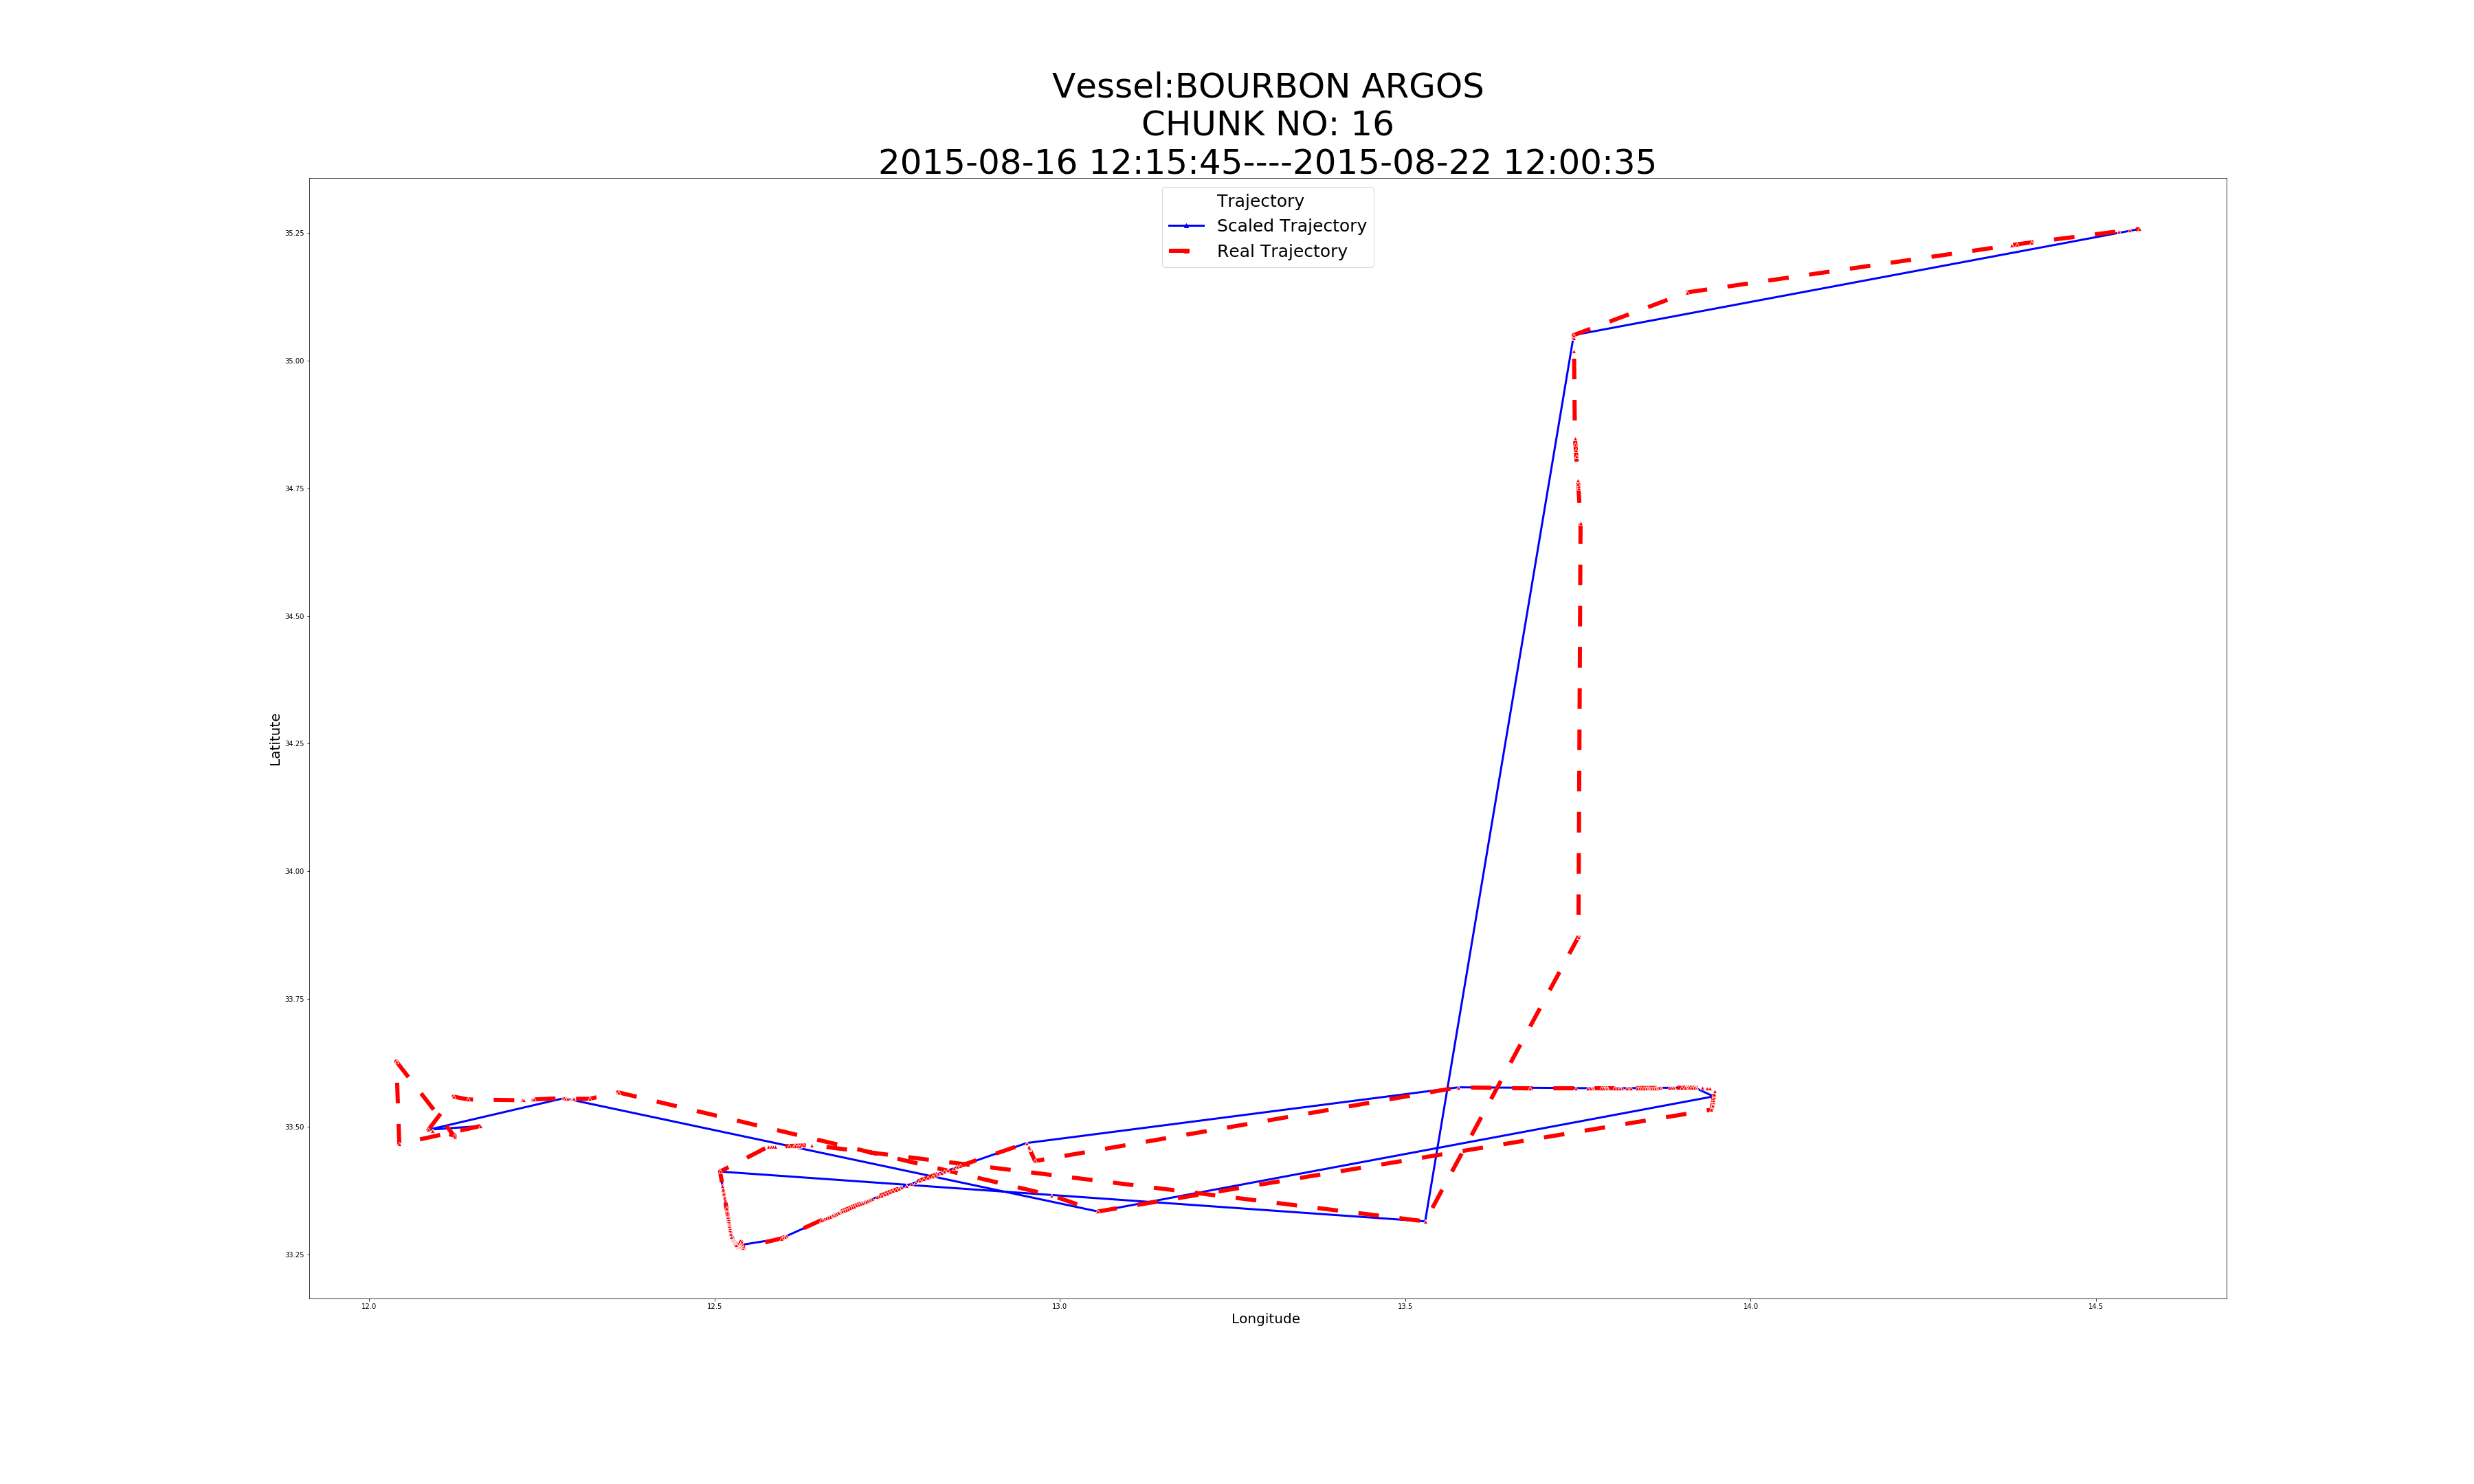 Vessel:BOURBON ARGOS
CHUNK NO: 16
2015-08-16 12:15:45----2015-08-22 12:00:35
Trajectory
Scaled Trajectory
Real Trajectory
35.25
35.00
34.75
34.50
34.25
34.00
33.75
33.50
33.25
Latitute
12.0
12.5
13.0
13.5
14.0
14.5
Longitude